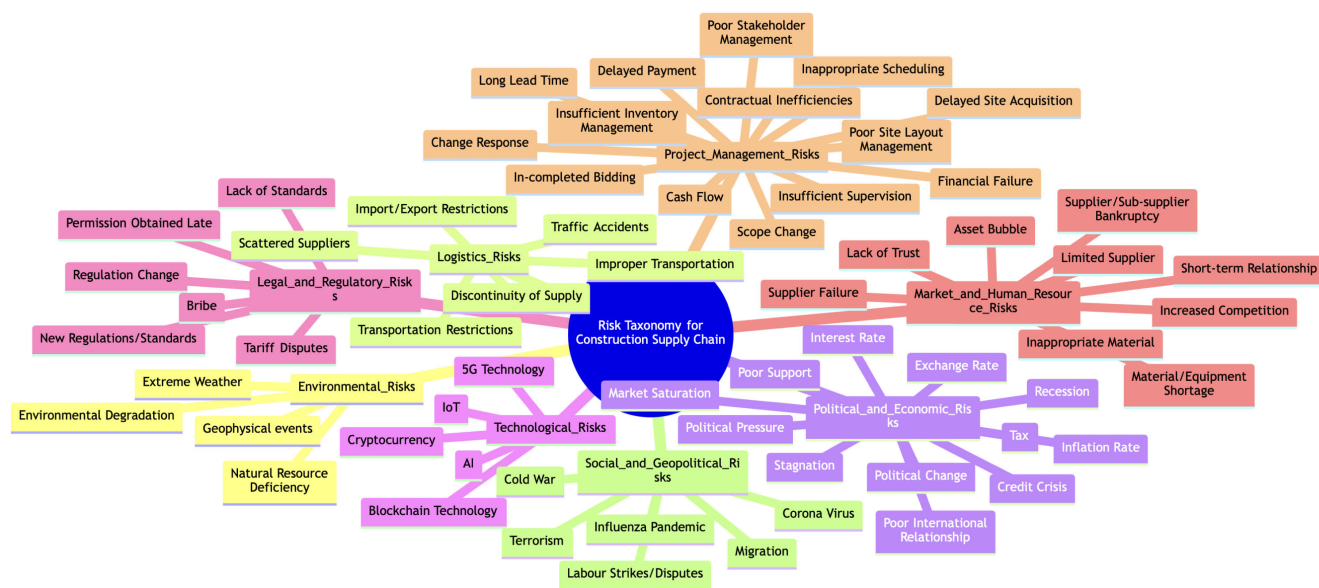 Poor Stakeholder
Management
Delayed Payment
Inappropriate Scheduling
Long Lead Time
Contractual Inefficiencies
Delayed Site Acquisition
Insufficient Inventory
Management
Change Response
Poor Site Layout
Management
Project_Management_Risks
In-completed Bidding
Cash Flow
Insufficient Supervision
Financial Failure
Scope Change
Lack of Standards
Permission Obtained Late
Regulation Change
Legal_and_Regulatory_Ris
ks
Bribe
New Regulations/Standards
Tariff Disputes
Import/Export Restrictions
Scattered Suppliers
Traffic Accidents
Logistics_Risks
Improper Transportation
Discontinuity of Supply
Transportation Restrictions
Supplier/Sub-supplier
Bankruptcy
Asset Bubble
Lack of Trust
Limited Supplier
Short-term Relationship
Supplier Failure
Market_and_Human_Resour
ce_Risks
Increased Competition
Inappropriate Material
Material/Equipment
Shortage
Risk Taxonomy for
Construction Supply Chain
Extreme Weather
Environmental_Risks
Environmental Degradation
Geophysical events
Natural Resource
Deficiency
5G Technology
IoT
Technological_Risks
Cryptocurrency
AI
Blockchain Technology
Social_and_Geopolitical_Ri
sks
Cold War
Terrorism
Influenza Pandemic
Corona Virus
Migration
Labour Strikes/Disputes
Interest Rate
Poor Support
Exchange Rate
Market Saturation
Recession
Political_and_Economic_Ris
ks
Political Pressure
Tax
Inflation Rate
Stagnation
Political Change
Credit Crisis
Poor International
Relationship